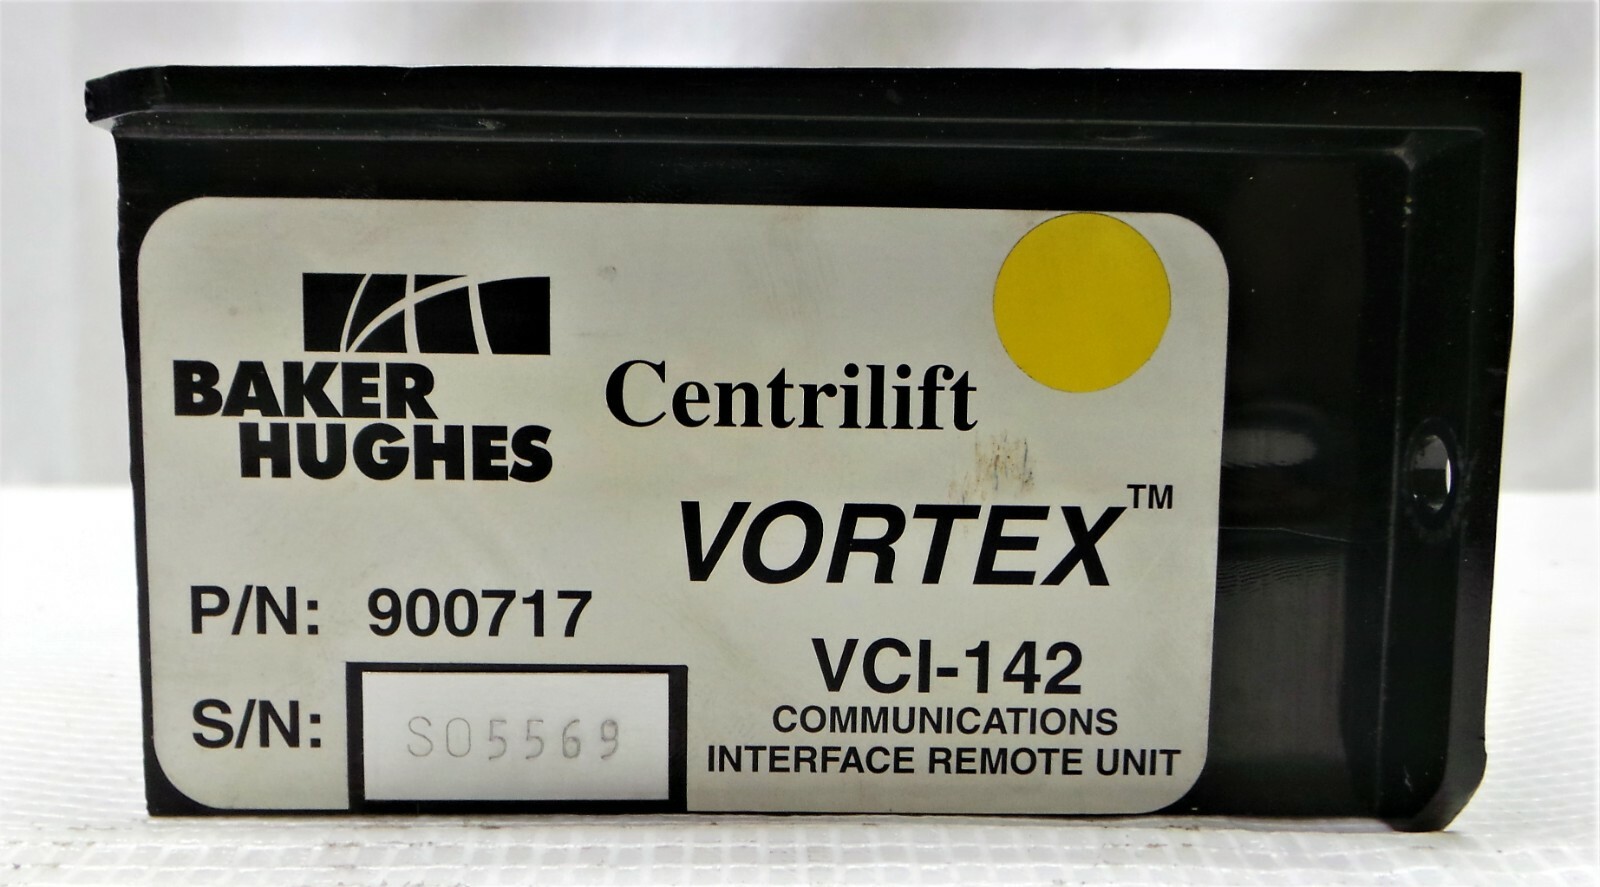 BAKER
HUGHES
Centrilift
VORTEX™
P/N: 900717
S/N: S05569
VCI-142
COMMUNICATIONS
INTERFACE REMOTE UNIT